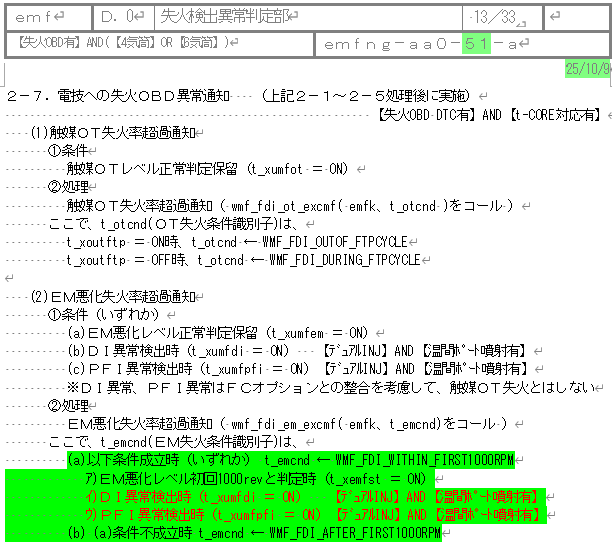 ｅｍｆ Ｄ．０ 失火検出異常判定部 -13/33
【失火OBD有】AND(【4気筒】OR【6気筒】) ｅｍｆｎｇ－ａａ０－５１－ａ
25/10/9
２－７．電技への失火ＯＢＤ異常通知 （上記２－１～２－５処理後に実施）
【失火OBD DTC有】AND【t-CORE対応有】
(1)触媒ＯＴ失火率超過通知
①条件
触媒ＯＴレベル正常判定保留（t_xumfot ＝ ON）
②処理
触媒ＯＴ失火率超過通知（ wmf_fdi_ot_excmf( emfk、t_otcnd )をコール ）
ここで、t_otcnd(ＯＴ失火条件識別子)は、
t_xoutftp ＝ ON時、t_otcnd ← WMF_FDI_OUTOF_FTPCYCLE
t_xoutftp ＝ OFF時、t_otcnd ← WMF_FDI_DURING_FTPCYCLE
(2)ＥＭ悪化失火率超過通知
①条件（いずれか）
(a)ＥＭ悪化レベル正常判定保留（t_xumfem ＝ ON）
(b)ＤＩ異常検出時（t_xumfdi ＝ ON） 【ﾃﾞｭｱﾙINJ】AND【温間ﾎﾟｰﾄ噴射有】
(c)ＰＦＩ異常検出時（t_xumfpfi ＝ ON）【ﾃﾞｭｱﾙINJ】AND【温間ﾎﾟｰﾄ噴射有】
※ＤＩ異常、ＰＦＩ異常はＦＣオプションとの整合を考慮して、触媒ＯＴ失火とはしない
②処理
ＥＭ悪化失火率超過通知（ wmf_fdi_em_excmf( emfk、t_emcnd)をコール ）
ここで、t_emcnd(ＥＭ失火条件識別子)は、
(a)以下条件成立時（いずれか） t_emcnd ← WMF_FDI_WITHIN_FIRST1000RPM
ｱ)ＥＭ悪化レベル初回1000revと判定時（t_xemfst ＝ ON）
ｲ)ＤＩ異常検出時（t_xumfdi ＝ ON） 【ﾃﾞｭｱﾙINJ】AND【温間ﾎﾟｰﾄ噴射有】
ｳ)ＰＦＩ異常検出時（t_xumfpfi ＝ ON）【ﾃﾞｭｱﾙINJ】AND【温間ﾎﾟｰﾄ噴射有】
(b) (a)条件不成立時 t_emcnd ← WMF_FDI_AFTER_FIRST1000RPM